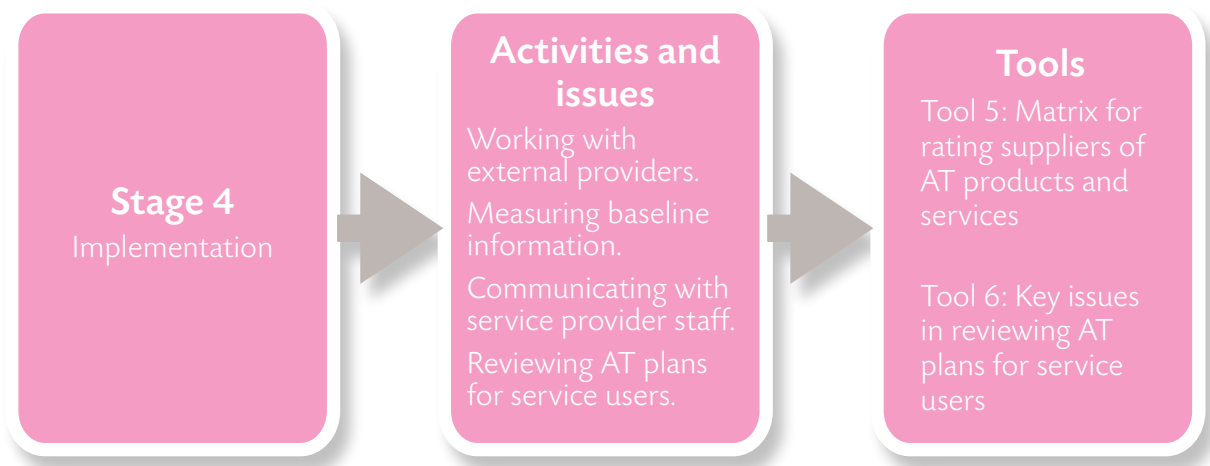 Stage 4
Implementation
Activities and
issues
Working with
external providers.
Measuring baseline
information.
Communicating with
service provider staff.
Reviewing AT plans
for service users.
Tools
Tool 5: Matrix for
rating suppliers of
AT products and
services
Tool 6: Key issues
in reviewing AT
plans for service
users